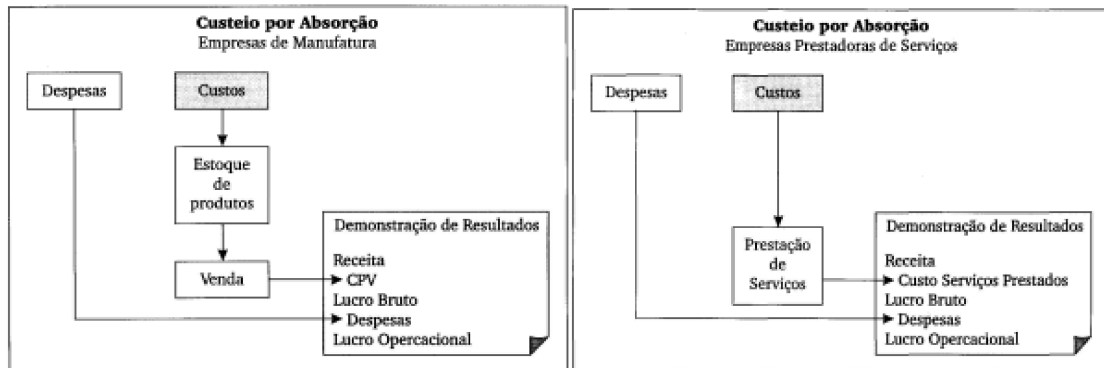 Custeio por Absorção
Empresas de Manufatura
Despesas
Custos
Estoque
de
produtos
Venda
Demonstração de Resultados
Receita
CPV
Lucro Bruto
Despesas
Lucro Opercacional
Custeio por Absorção
Empresas Prestadoras de Serviços
Despesas
Custos
Prestação
de
Serviços
Demonstração de Resultados
Receita
Custo Serviços Prestados
Lucro Bruto
Despesas
Lucro Opercacional